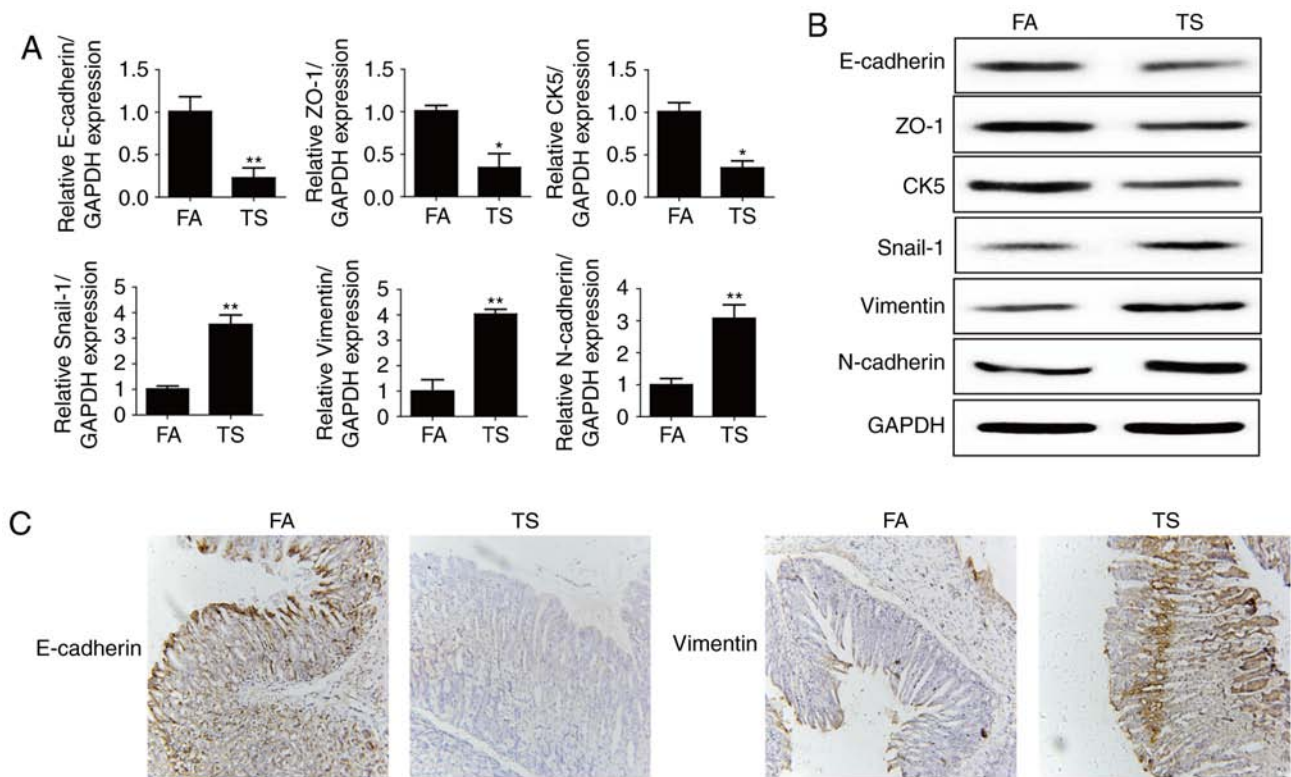 A
Relative E-cadherin/
GAPDH expression
1.5
1.0
0.5
0.0
**
FA
TS
Relative ZO-1/
GAPDH expression
1.5
1.0
0.5
0.0
*
FA
TS
Relative CK5/
GAPDH expression
1.5
1.0
0.5
0.0
*
FA
TS
Relative Snail-1/
GAPDH expression
5
4
3
2
1
0
**
FA
TS
Relative Vimentin/
GAPDH expression
5
4
3
2
1
0
**
FA
TS
Relative N-cadherin/
GAPDH expression
4
3
2
1
0
**
FA
TS
B
FA
TS
E-cadherin
ZO-1
CK5
Snail-1
Vimentin
N-cadherin
GAPDH
C
FA
TS
E-cadherin
FA
TS
Vimentin